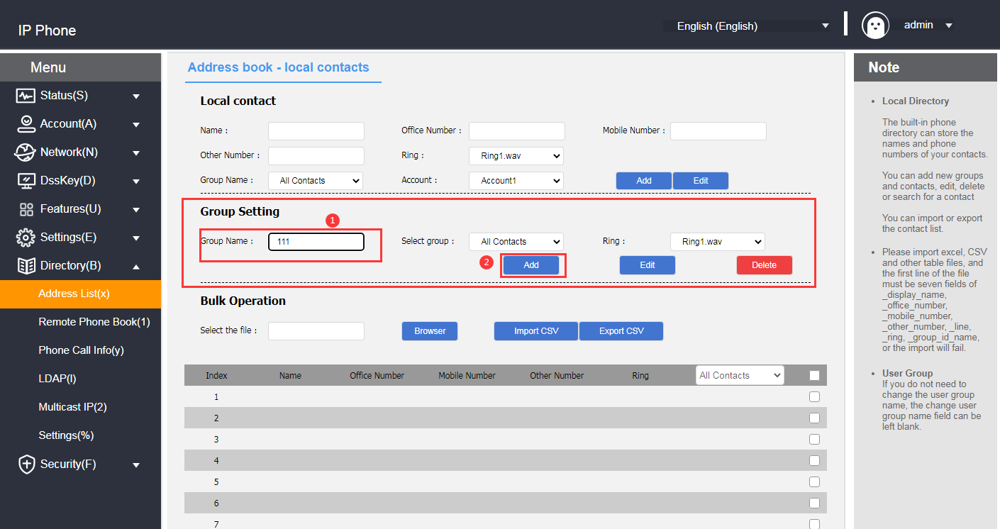 IP Phone
English (English)
admin
Menu
Status(S)
Account(A)
Network(N)
DssKey(D)
Features(U)
Settings(E)
Directory(B)
Address List(x)
Remote Phone Book(1)
Phone Call Info(y)
LDAP(l)
Multicast IP(2)
Settings(%)
Security(F)
Address book - local contacts
Local contact
Name :
Office Number :
Mobile Number :
Other Number :
Ring :
Ring1.wav
Group Name :
All Contacts
Account :
Account1
Add
Edit
Group Setting
1
Group Name :
111
Select group :
All Contacts
Ring :
Ring1.wav
2
Add
Edit
Delete
Bulk Operation
Select the file :
Browser
Import CSV
Export CSV
Index Name Office Number Mobile Number Other Number Ring All Contacts
1
2
3
4
5
6
7
Note
• Local Directory
The built-in phone
directory can store the
names and phone
numbers of your contacts.
You can add new groups
and contacts, edit, delete
or search for a contact
You can import or export
the contact list.
• Please import excel, CSV
and other table files, and
the first line of the file
must be seven fields of
_display_name,
_office_number,
_mobile_number,
_other_number, _line,
_ring, _group_id_name,
or the import will fail.
• User Group
If you do not need to
change the user group
name, the change user
group name field can be
left blank.